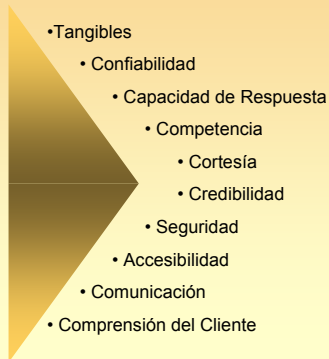 •Tangibles
• Confiabilidad
• Capacidad de Respuesta
• Competencia
• Cortesía
• Credibilidad
• Seguridad
• Accesibilidad
• Comunicación
• Comprensión del Cliente